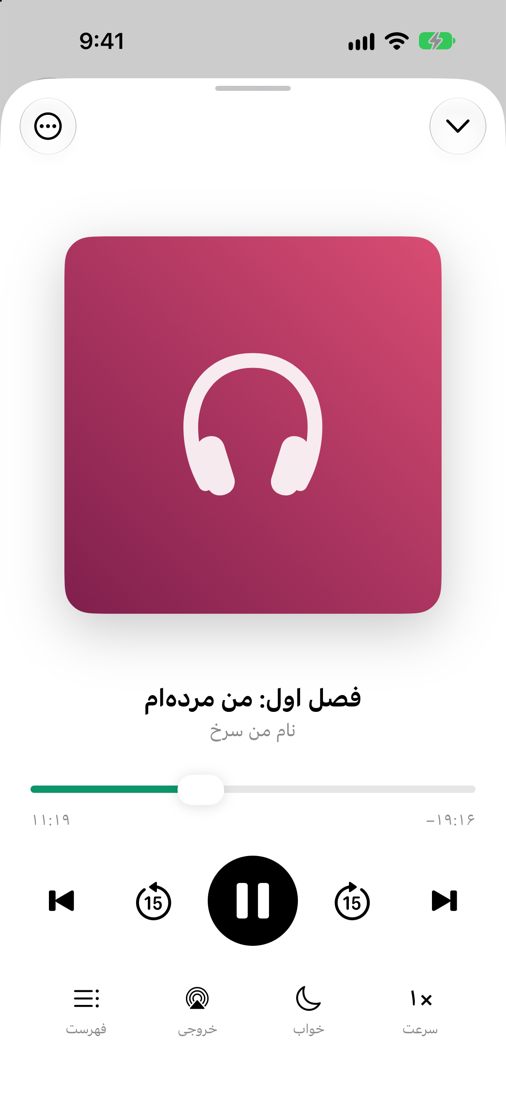 9:41
فصل اول: من مرده‌ام
نام من سرخ
۱۱:۱۹
−۱۹:۱۶
15
15
۱×
فهرست
خروجی
خواب
سرعت